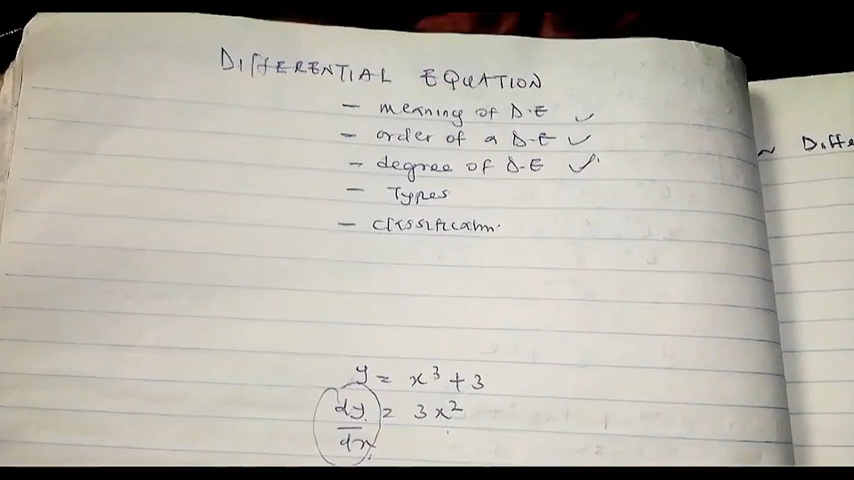 DIFFERENTIAL EQUATION
- meaning of D.E ✓
- order of a D.E ✓
- degree of D.E ✓
- Types
- classification.
~ Diffe
y = x³ + 3
dy/dx = 3x²